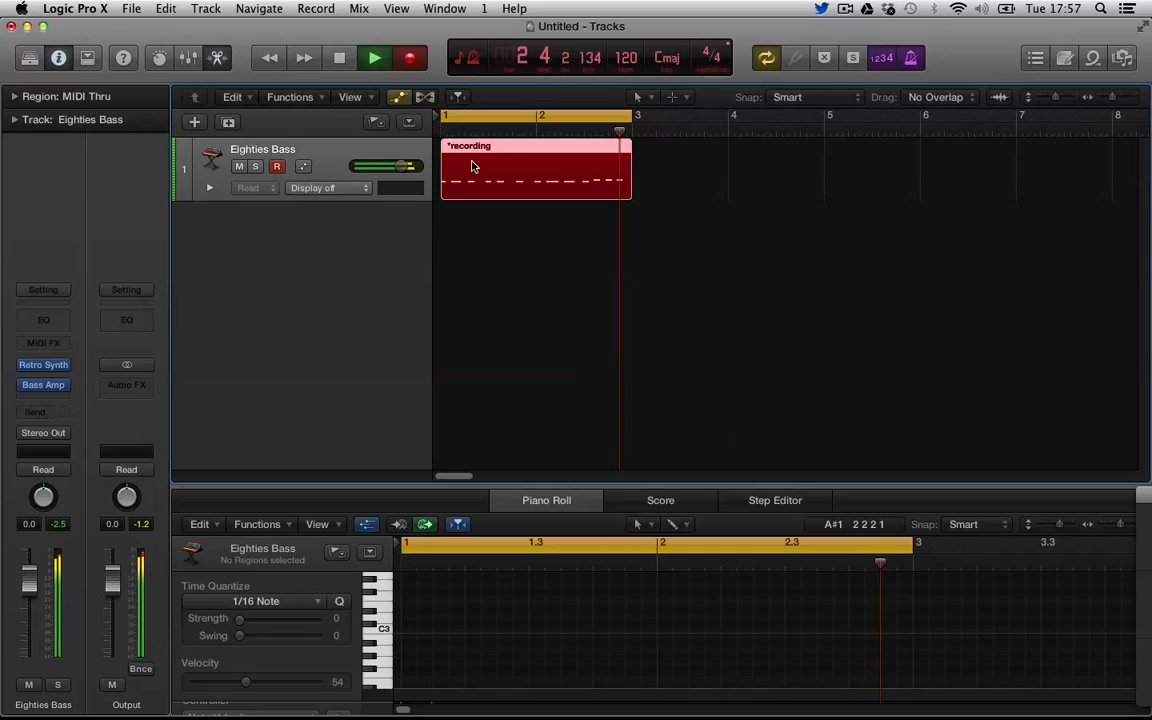 Logic Pro X File Edit Track Navigate Record Mix View Window 1 Help Tue 17:57
Untitled - Tracks
2 4 2 134 120 Cmaj 4/4 1234
Region: MIDI Thru
Edit Functions View Snap: Smart Drag: No Overlap
Track: Eighties Bass
1 2 3 4 5 6 7 8
1
Eighties Bass
M S R
Read Display off
*recording
Setting Setting
EQ EQ
MIDI FX
Retro Synth
Bass Amp Audio FX
Send
Stereo Out
Read Read
0.0 -2.5 0.0 -1.2
Bnce
M S M
Eighties Bass Output
Piano Roll Score Step Editor
Edit Functions View A#1 2 2 2 1 Snap: Smart
Eighties Bass
No Regions selected
1 1.3 2 2.3 3 3.3
Time Quantize
1/16 Note Q
Strength 0
Swing 0
C3
Velocity
54